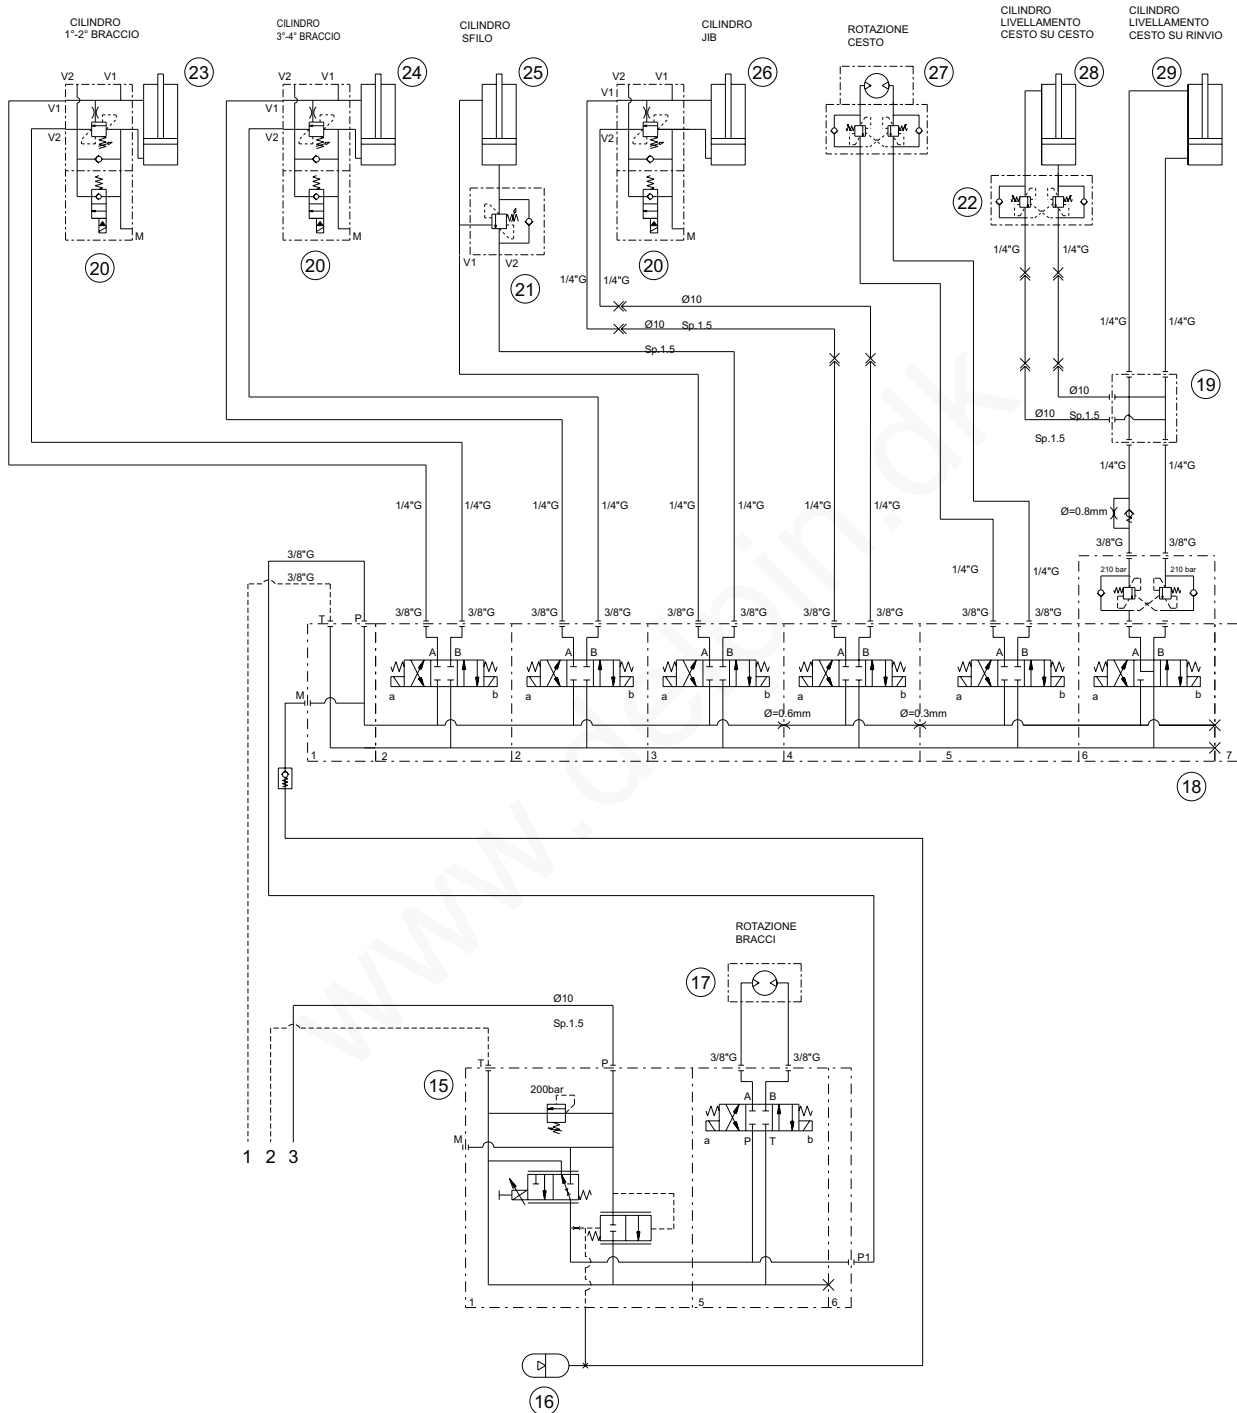 CILINDRO
1°-2° BRACCIO
CILINDRO
3°-4° BRACCIO
CILINDRO
SFILO
CILINDRO
JIB
ROTAZIONE
CESTO
CILINDRO
LIVELLAMENTO
CESTO SU CESTO
CILINDRO
LIVELLAMENTO
CESTO SU RINVIO
23
24
25
26
27
28
29
V2 V1
V2 V1
V2 V1
V1
V2
V1
V2
V1
V2
M
M
M
22
20
20
V1 V2
21
20
1/4"G 1/4"G
1/4"G 1/4"G
Ø10
Ø10 Sp.1.5
Sp.1.5
1/4"G 1/4"G
19
Ø10
Ø10 Sp.1.5
Sp.1.5
1/4"G 1/4"G
1/4"G 1/4"G
1/4"G 1/4"G
1/4"G 1/4"G
1/4"G 1/4"G
Ø=0.8mm
3/8"G 3/8"G
3/8"G
3/8"G
1/4"G 1/4"G
210 bar 210 bar
T P
3/8"G 3/8"G
3/8"G 3/8"G
3/8"G 3/8"G
3/8"G 3/8"G
3/8"G 3/8"G
A B
A B
A B
A B
A B
A B
a b
a b
a b
a b
a b
a b
M
Ø=0.6mm
Ø=0.3mm
1
2
2
3
4
5
6
7
18
www.delpin.dk
ROTAZIONE
BRACCI
17
Ø10
Sp.1.5
3/8"G 3/8"G
T P
15
200bar
A B
a b
P T
M
1 2 3
P1
1
5
6
16